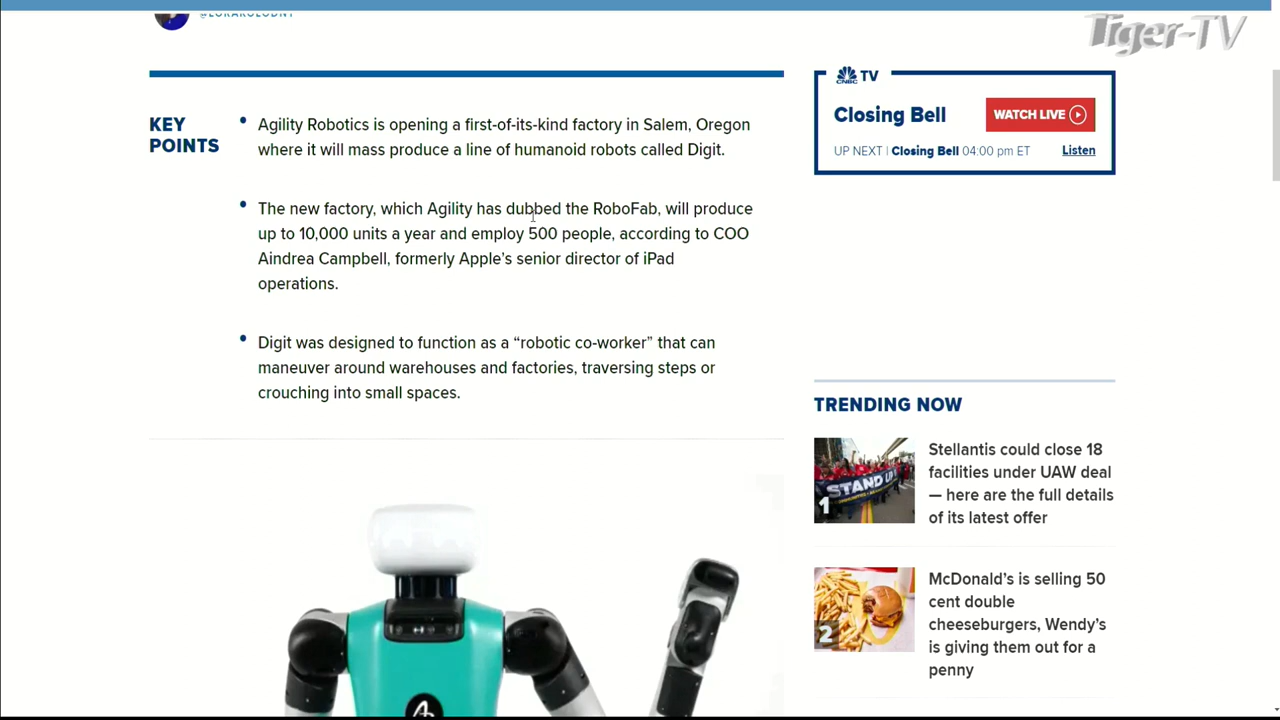 Tiger-TV
KEY
POINTS
Agility Robotics is opening a first-of-its-kind factory in Salem, Oregon
where it will mass produce a line of humanoid robots called Digit.
The new factory, which Agility has dubbed the RoboFab, will produce
up to 10,000 units a year and employ 500 people, according to COO
Aindrea Campbell, formerly Apple’s senior director of iPad
operations.
Digit was designed to function as a “robotic co-worker” that can
maneuver around warehouses and factories, traversing steps or
crouching into small spaces.
CNBC TV
Closing Bell
WATCH LIVE
UP NEXT | Closing Bell 04:00 pm ET
Listen
TRENDING NOW
STAND U
1
Stellantis could close 18
facilities under UAW deal
— here are the full details
of its latest offer
2
McDonald’s is selling 50
cent double
cheeseburgers, Wendy’s
is giving them out for a
penny